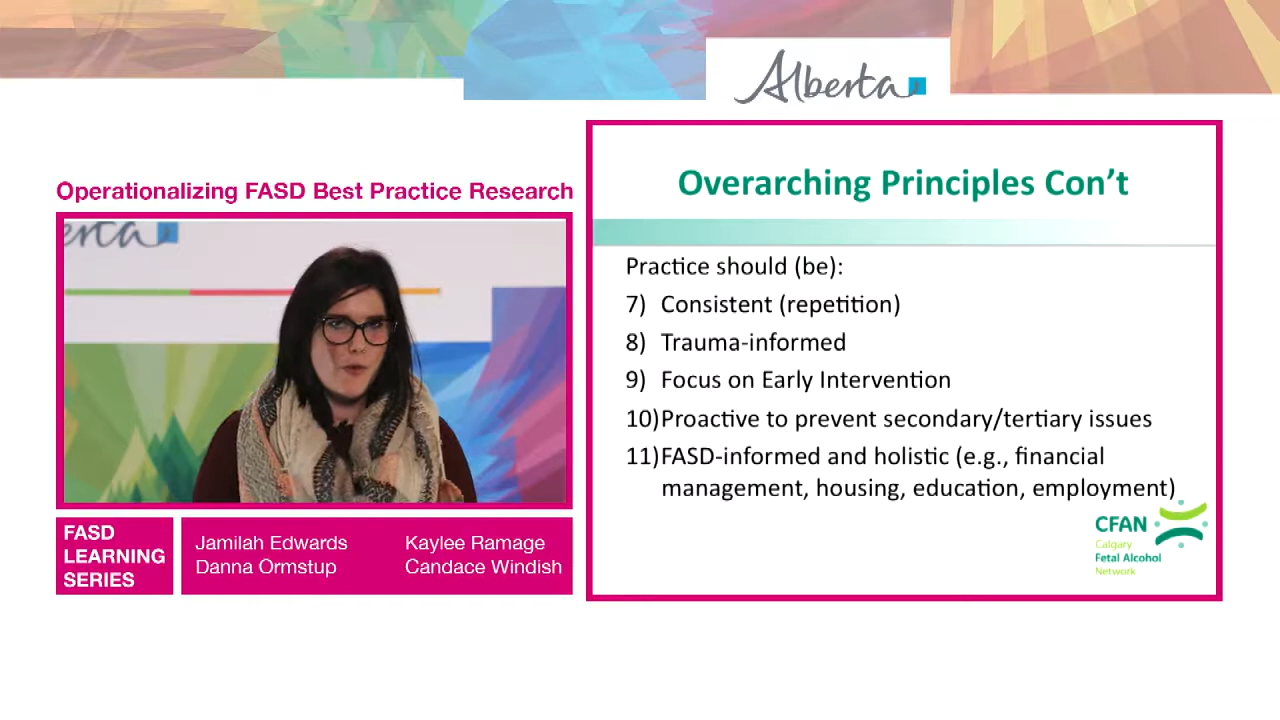 Alberta
Operationalizing FASD Best Practice Research
Overarching Principles Con't
Practice should (be):
7) Consistent (repetition)
8) Trauma-informed
9) Focus on Early Intervention
10)Proactive to prevent secondary/tertiary issues
11)FASD-informed and holistic (e.g., financial
management, housing, education, employment)
CFAN
Calgary
Fetal Alcohol
Network
erta
FASD
LEARNING
SERIES
Jamilah Edwards
Danna Ormstup
Kaylee Ramage
Candace Windish